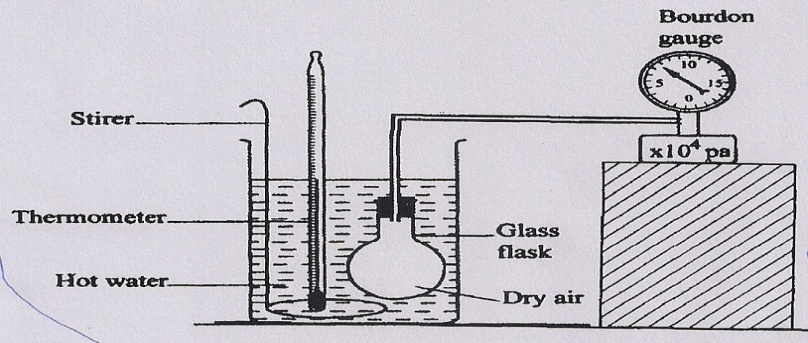 Bourdon
gauge
10
5
15
0
x10⁴ pa
Stirer
Thermometer
Glass
flask
Hot water
Dry air